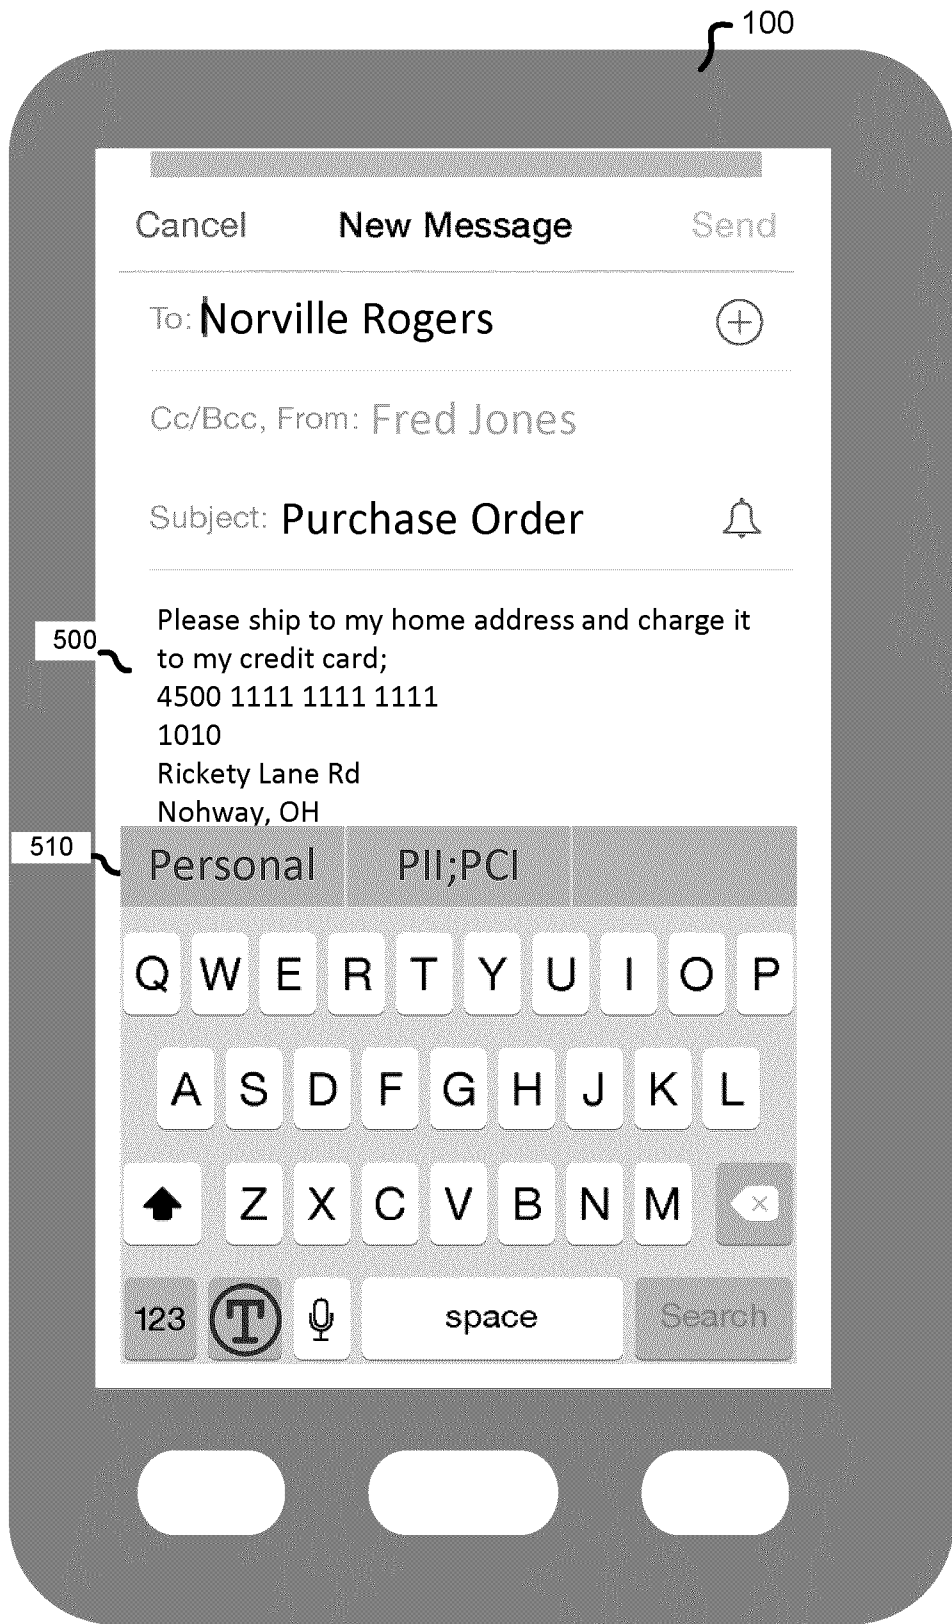 100
Cancel New Message Send
To: Norville Rogers
Cc/Bcc, From: Fred Jones
Subject: Purchase Order
Please ship to my home address and charge it
500
to my credit card;
4500 1111 1111 1111
1010
Rickety Lane Rd
Nohway, OH
510
Personal PII;PCI
Q W E R T Y U I O P
A S D F G H J K L
Z X C V B N M
123 T space Search